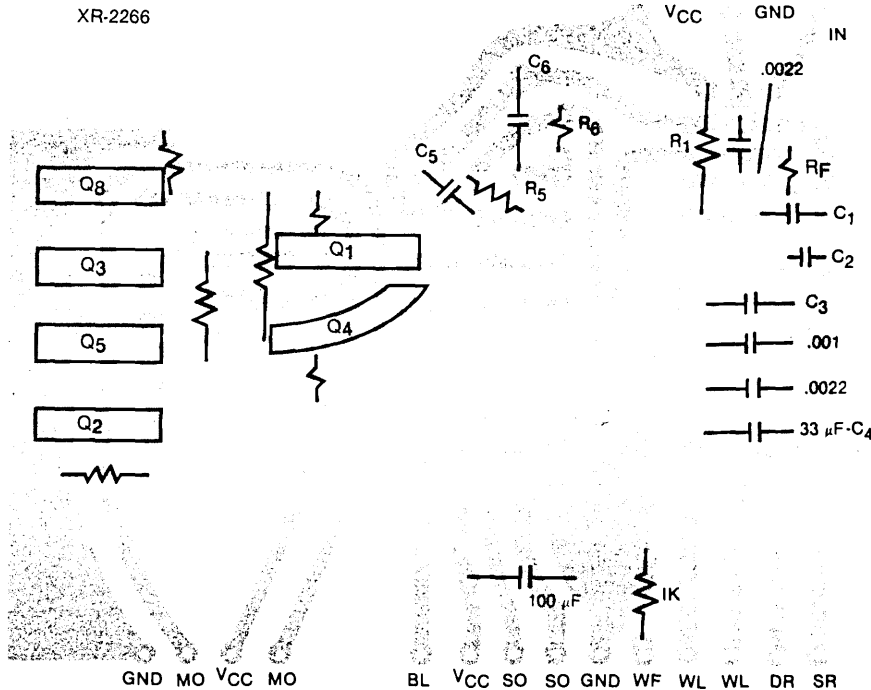 XR-2266
VCC GND IN
.0022
C6
R6
R1
C5
R5
RF
Q8
C1
Q1
C2
Q3
C3
Q4
.001
Q5
.0022
Q2
33 μF-C4
100 μF
IK
GND MO VCC MO BL VCC SO SO GND WF WL WL DR SR